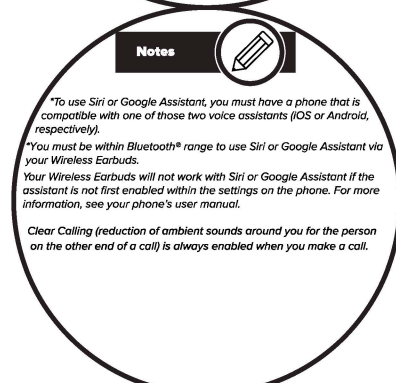 Notes
*To use Siri or Google Assistant, you must have a phone that is
compatible with one of those two voice assistants (iOS or Android,
respectively).
*You must be within Bluetooth® range to use Siri or Google Assistant via
your Wireless Earbuds.
Your Wireless Earbuds will not work with Siri or Google Assistant if the
assistant is not first enabled within the settings on the phone. For more
information, see your phone's user manual.
Clear Calling (reduction of ambient sounds around you for the person
on the other end of a call) is always enabled when you make a call.